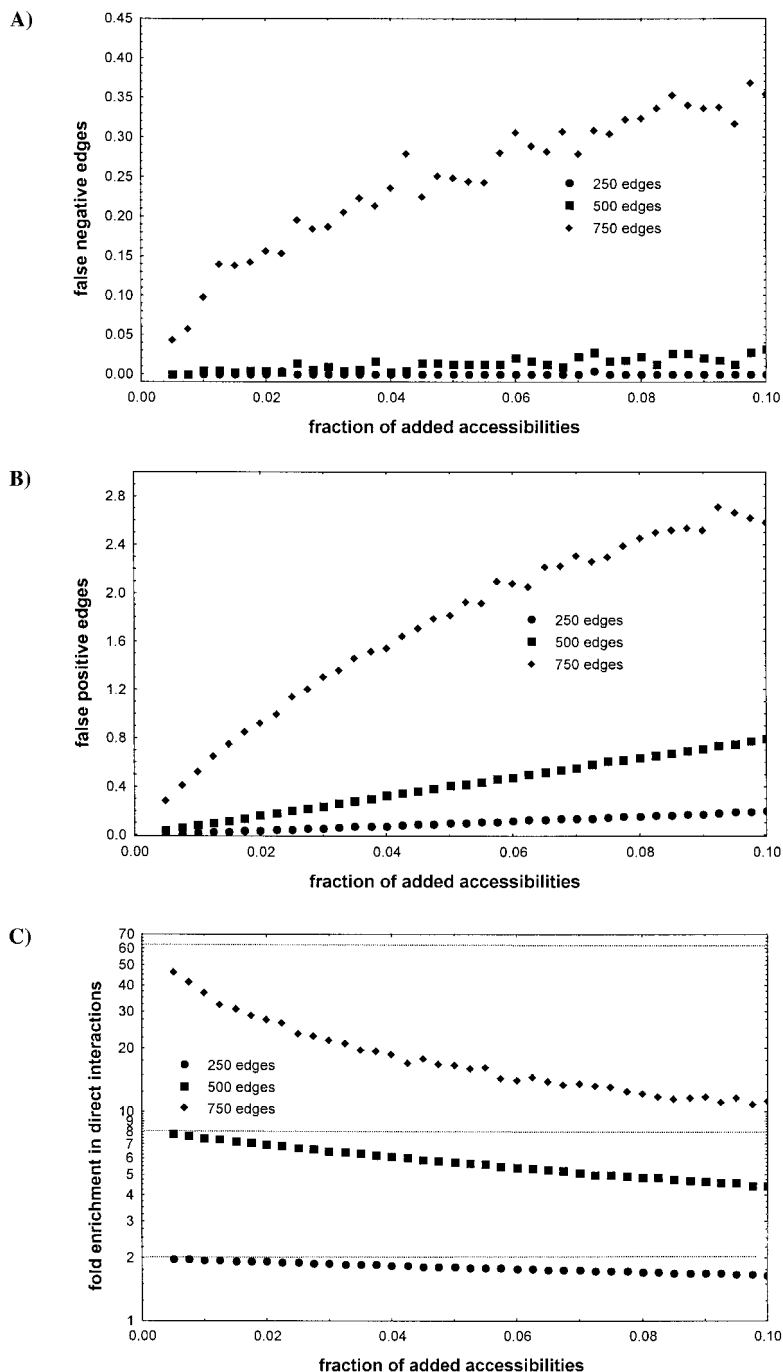 A)
0.45
0.40
0.35
0.30
0.25
0.20
0.15
0.10
0.05
0.00
false negative edges
250 edges
500 edges
750 edges
0.00 0.02 0.04 0.06 0.08 0.10
fraction of added accessibilities
B)
2.8
2.4
2.0
1.6
1.2
0.8
0.4
0.0
false positive edges
250 edges
500 edges
750 edges
0.00 0.02 0.04 0.06 0.08 0.10
fraction of added accessibilities
C)
70
60
50
40
30
20
10
9
8
7
6
5
4
3
2
1
fold enrichment in direct interactions
250 edges
500 edges
750 edges
0.00 0.02 0.04 0.06 0.08 0.10
fraction of added accessibilities